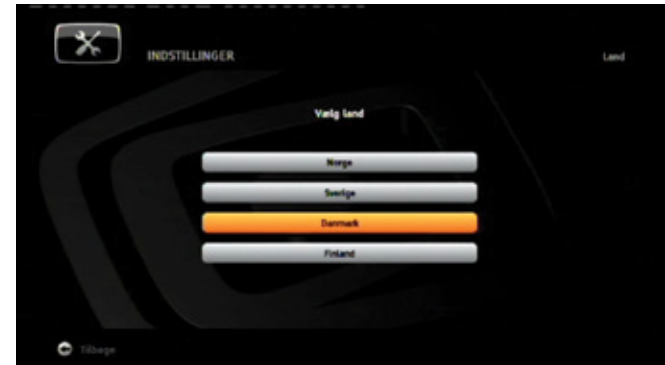 INDSTILLINGER
Land
Vælg land
Norge
Sverige
Danmark
Finland
Tilbage